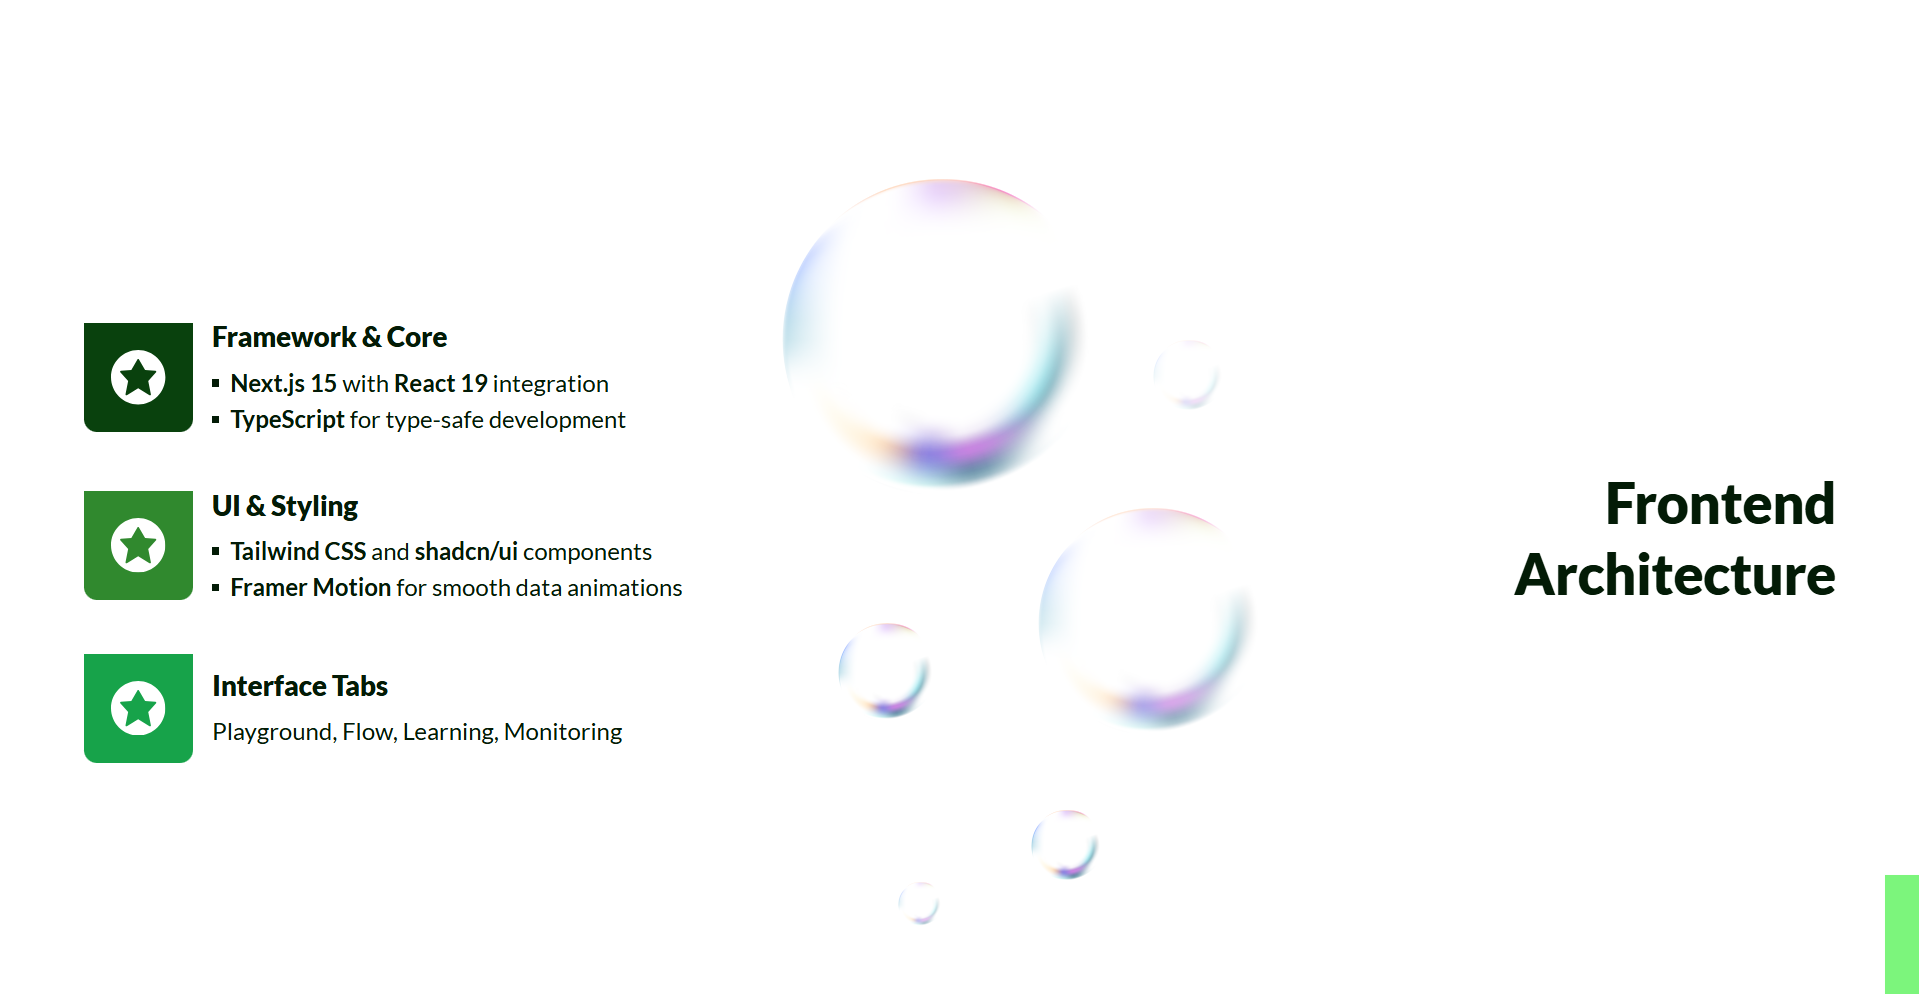 Framework & Core
▪ Next.js 15 with React 19 integration
▪ TypeScript for type-safe development
UI & Styling
▪ Tailwind CSS and shadcn/ui components
▪ Framer Motion for smooth data animations
Interface Tabs
Playground, Flow, Learning, Monitoring
Frontend
Architecture